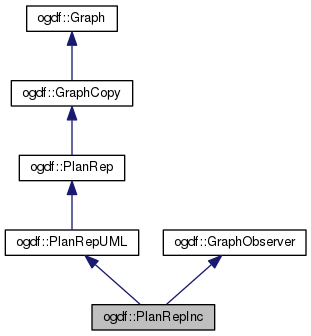 ogdf::Graph
ogdf::GraphCopy
ogdf::PlanRep
ogdf::PlanRepUML
ogdf::GraphObserver
ogdf::PlanRepInc